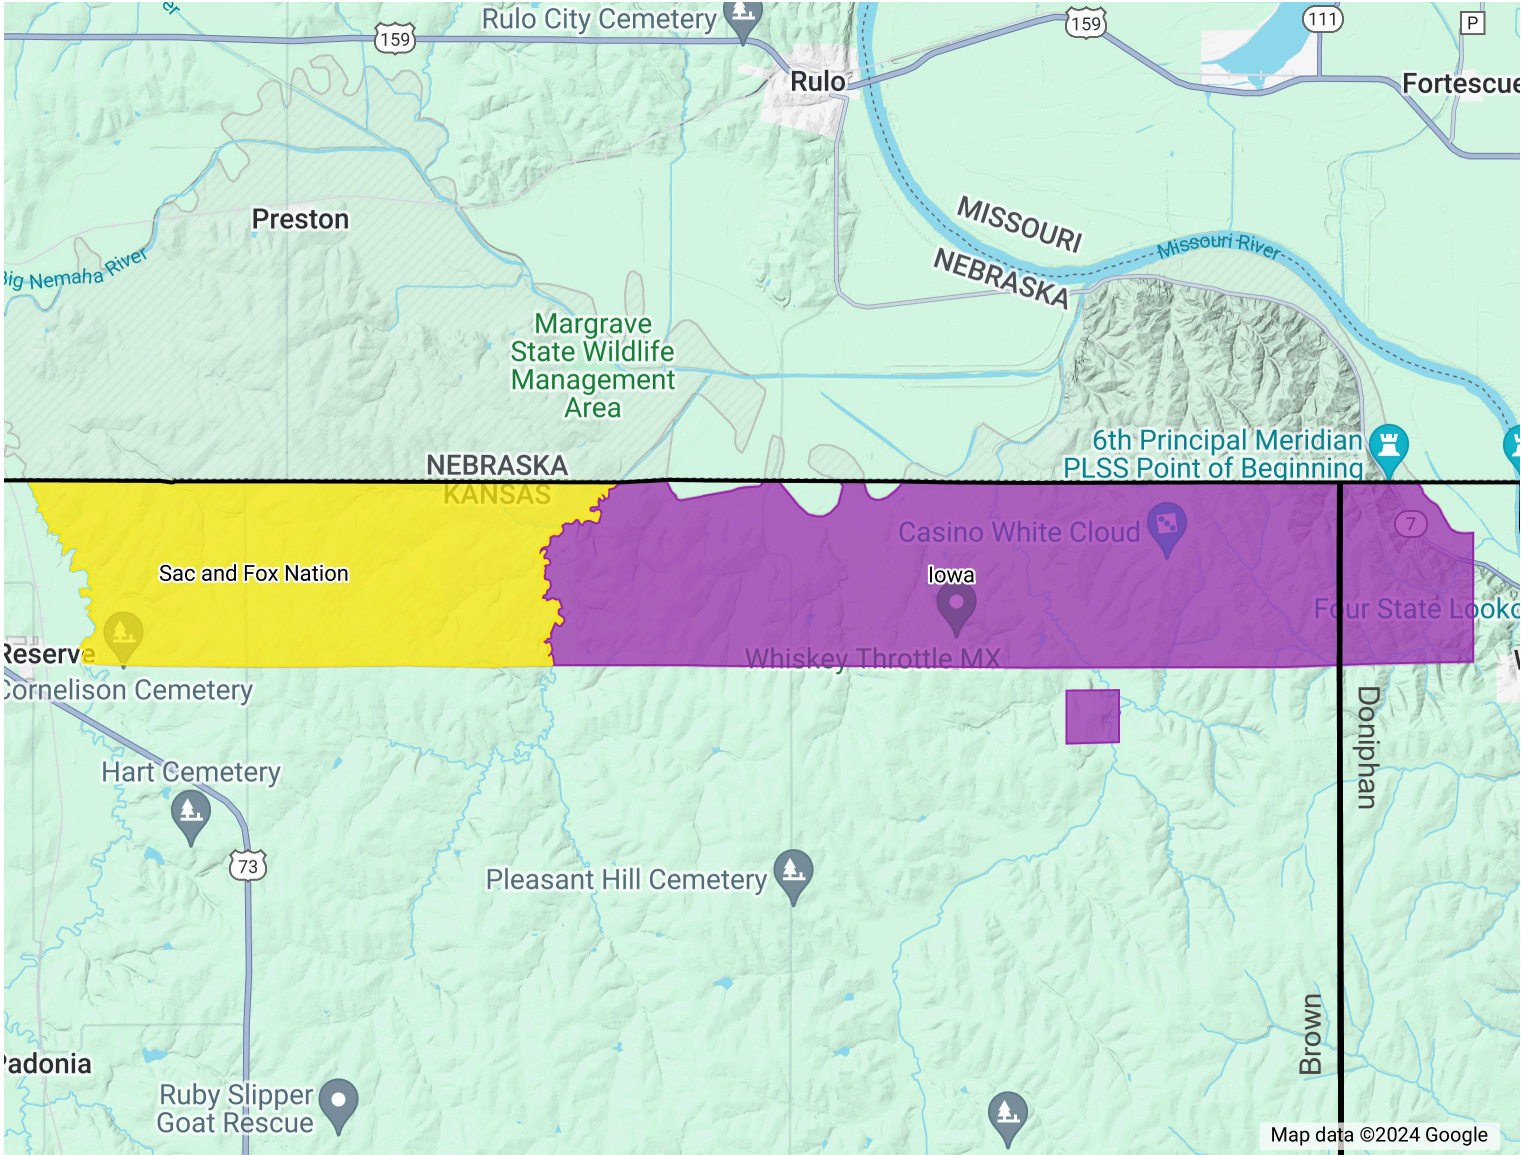 Rulo City Cemetery
159
159
111
P
Rulo
Fortescue
Preston
MISSOURI
NEBRASKA
Missouri River
Big Nemaha River
Margrave
State Wildlife
Management
Area
6th Principal Meridian
PLSS Point of Beginning
NEBRASKA
KANSAS
Casino White Cloud
7
Sac and Fox Nation
Iowa
Four State Looko
Reserve
Whiskey Throttle MX
Cornelison Cemetery
Doniphan
Hart Cemetery
73
Pleasant Hill Cemetery
Brown
Padonia
Ruby Slipper
Goat Rescue
Map data ©2024 Google